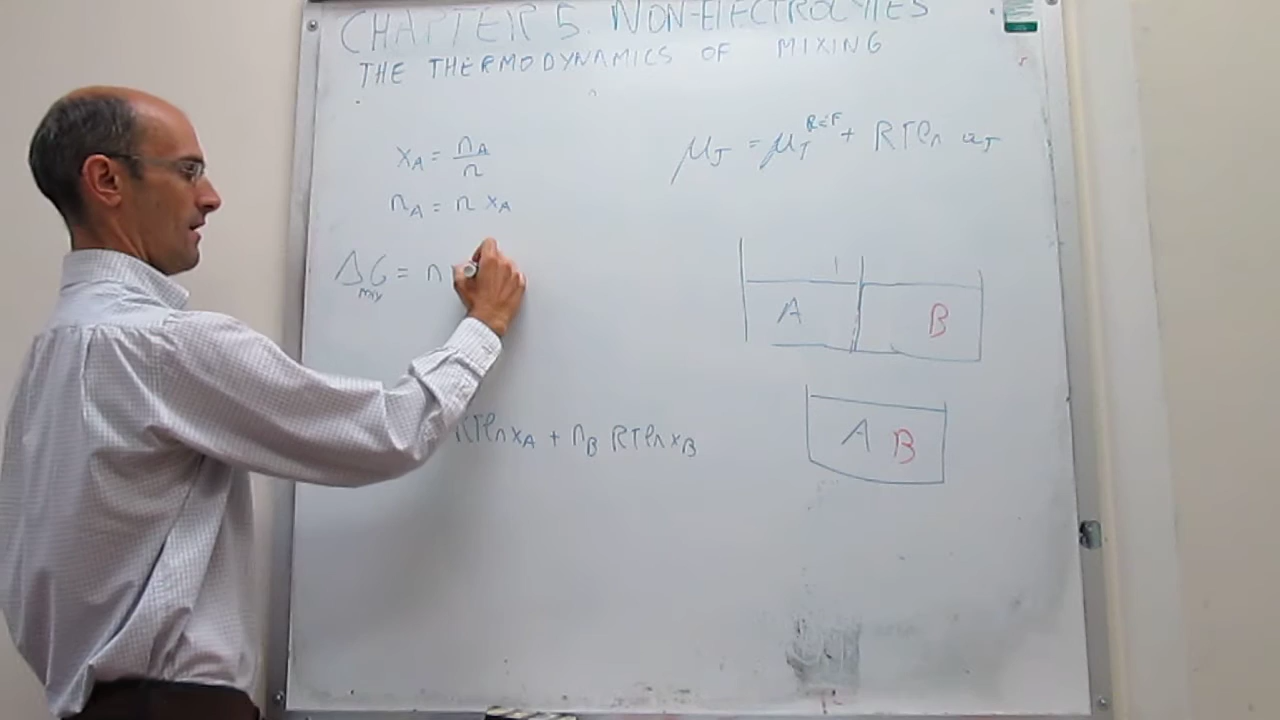 CHAPTER 5. NON-ELECTROLYTES
THE THERMODYNAMICS OF MIXING
x_A = n_A / n
n_A = n x_A
μ_J = μ_J^REF + RT ln a_J
ΔG_mix = n
A B
RT ln x_A + n_B RT ln x_B
A B